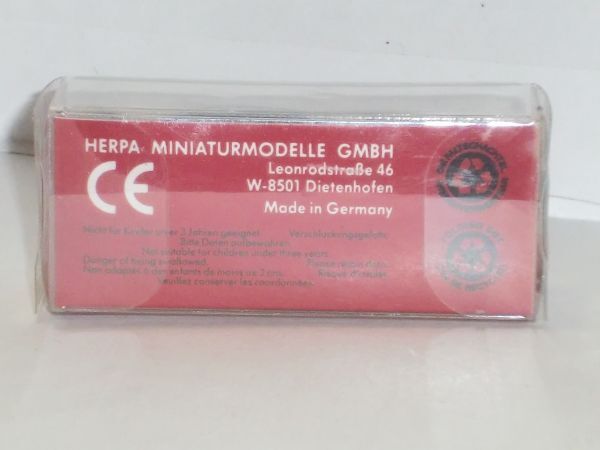 HERPA MINIATURMODELLE GMBH
Leonrodstraße 46
W-8501 Dietenhofen
CE
Made in Germany
Nicht für Kinder unter 3 Jahren geeignet. Verschluckungsgefahr.
Bitte Daten aufbewahren.
Not suitable for children under three years.
Danger of being swallowed. Please retain data.
Non adaptés à des enfants de moins de 3 ans. Risque d'avaler.
Veuillez conserver les coordonnées.